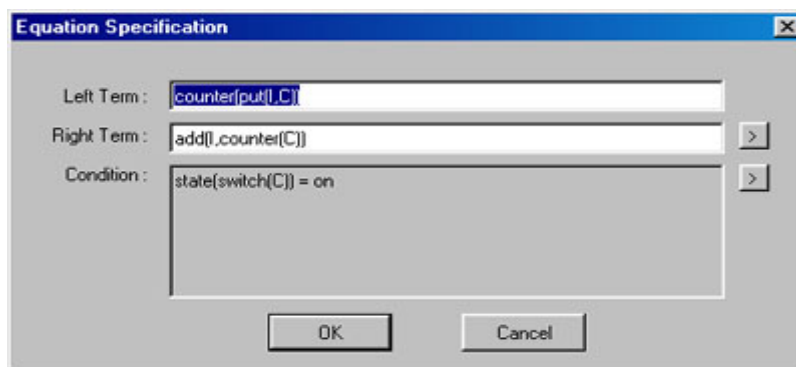 Equation Specification
Left Term : counter(put(I,C))
Right Term : add(I,counter(C)) >
Condition : state(switch(C)) = on >
OK Cancel